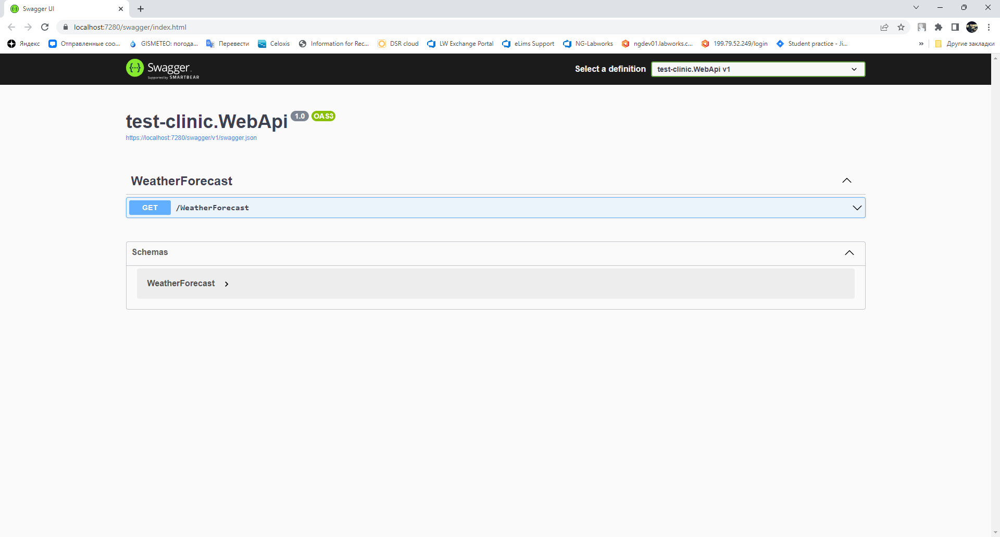 Swagger UI
localhost:7280/swagger/index.html
Яндекс Отправленные соо... GISMETEO: погода... Перевести Celoxis Information for Rec... DSR cloud LW Exchange Portal eLims Support NG-Labworks ngdev01.labworks.c... 199.79.52.249/login Student practice - Ji... » Другие закладки
{··} Swagger. Select a definition test-clinic.WebApi v1
Supported by SMARTBEAR
test-clinic.WebApi 1.0 OAS3
https://localhost:7280/swagger/v1/swagger.json
WeatherForecast
GET /WeatherForecast
Schemas
WeatherForecast